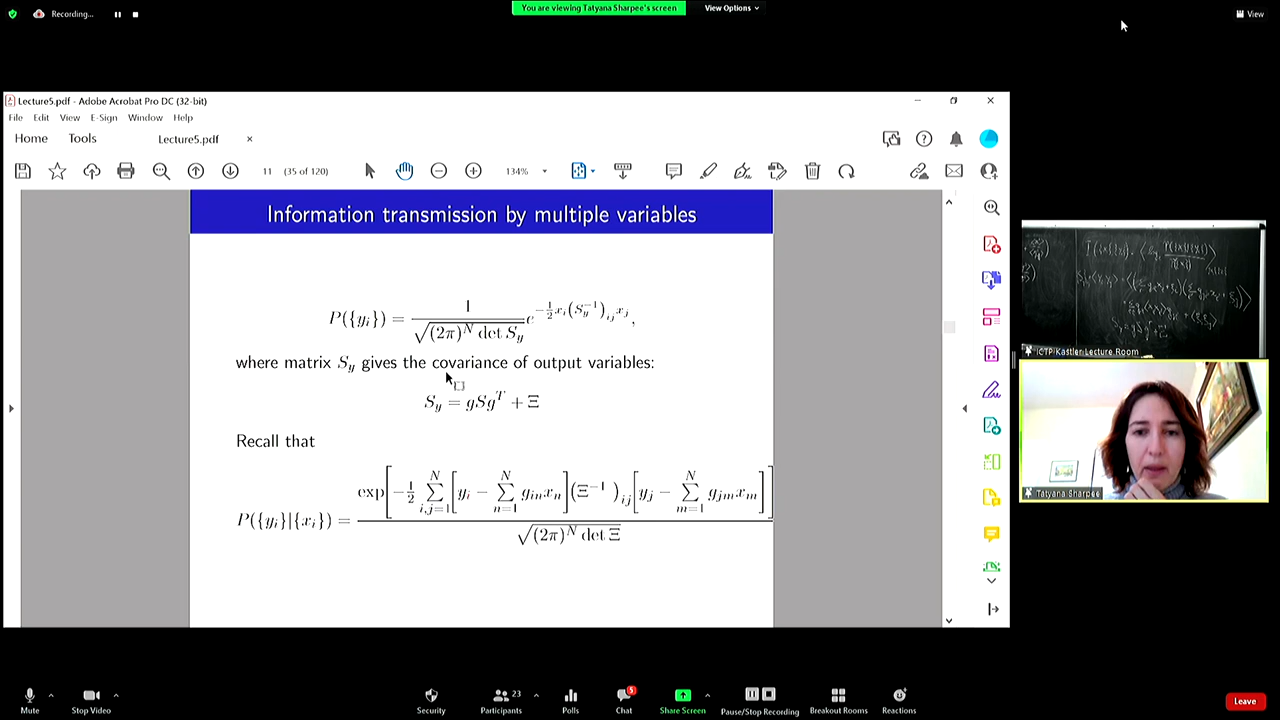 Recording...
You are viewing Tatyana Sharpee's screen
View Options
View
Lecture5.pdf - Adobe Acrobat Pro DC (32-bit)
File Edit View E-Sign Window Help
Home Tools Lecture5.pdf ×
11 (35 of 120) 134%
Information transmission by multiple variables
P({y_i}) = 1 / √((2π)^N det S_y) e^{-½ x_i (S_y^{-1})_{ij} x_j},
where matrix S_y gives the covariance of output variables:
S_y = gSg^T + Ξ
Recall that
P({y_i}|{x_i}) = exp[-½ Σ_{i,j=1}^N [y_i − Σ_{n=1}^N g_{in}x_n](Ξ^{-1})_{ij}[y_j − Σ_{m=1}^N g_{jm}x_m]] / √((2π)^N det Ξ)
ICTP Kastler Lecture Room
Tatyana Sharpee
Mute
Stop Video
Security
Participants 23
Polls
Chat 5
Share Screen
Pause/Stop Recording
Breakout Rooms
Reactions
Leave